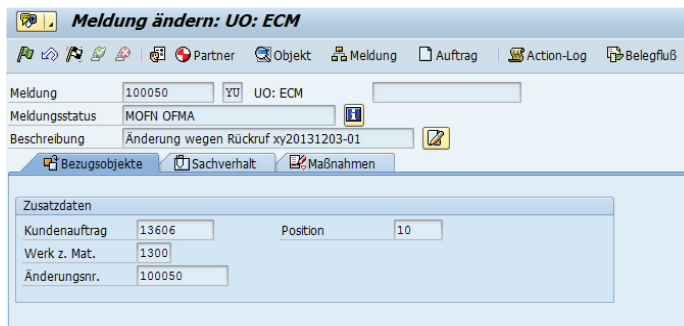 Meldung ändern: UO: ECM
Partner Objekt Meldung Auftrag Action-Log Belegfluß
Meldung 100050 YU UO: ECM
Meldungsstatus MOFN OFMA
Beschreibung Änderung wegen Rückruf xy20131203-01
Bezugsobjekte Sachverhalt Maßnahmen
Zusatzdaten
Kundenauftrag 13606 Position 10
Werk z. Mat. 1300
Änderungsnr. 100050